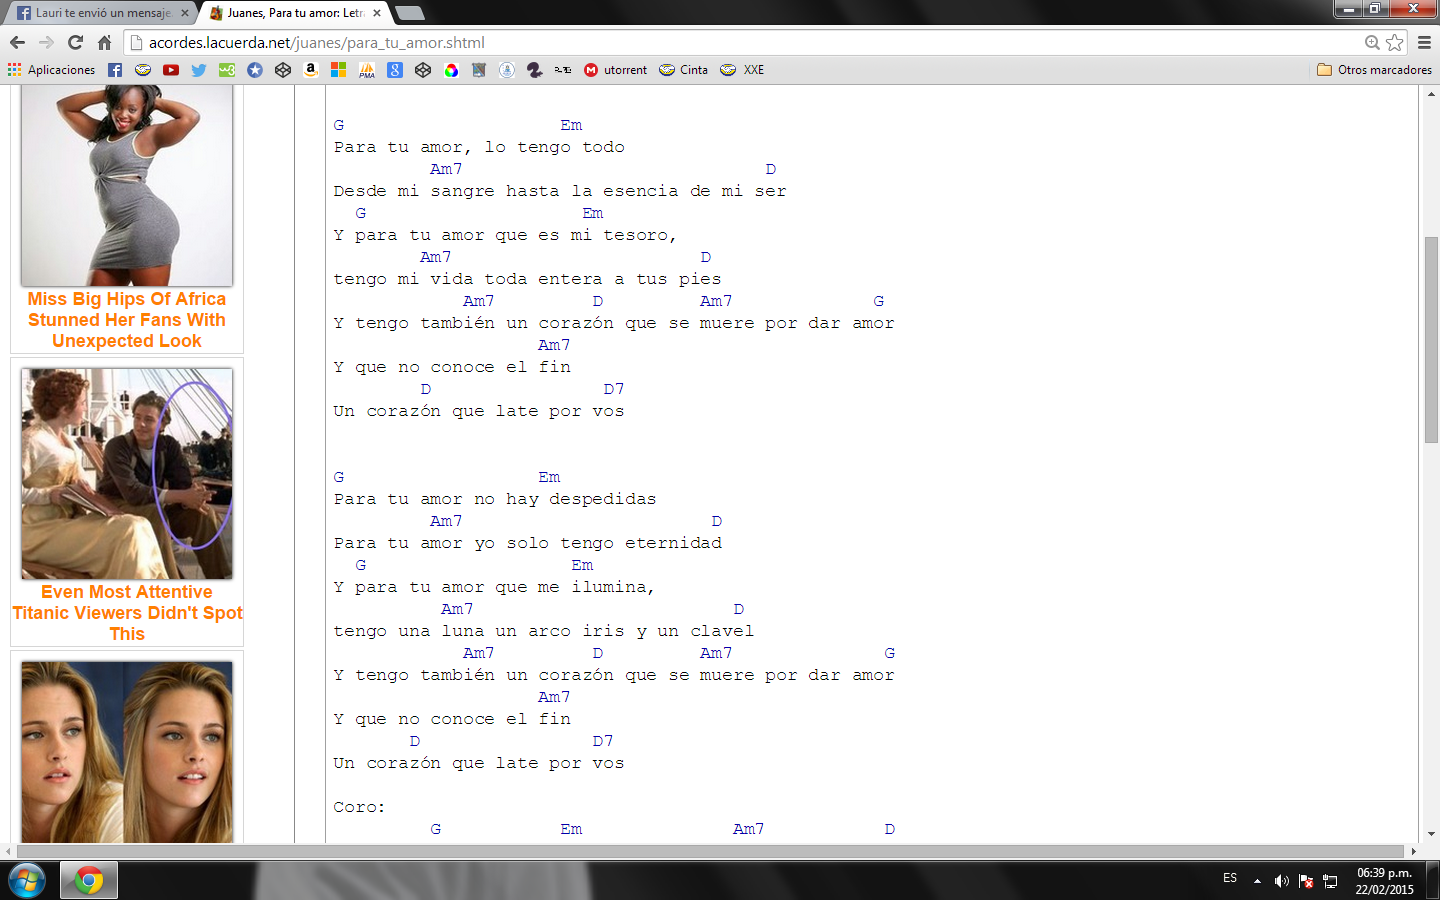 Lauri te envió un mensaje
Juanes, Para tu amor: Letr
acordes.lacuerda.net/juanes/para_tu_amor.shtml
Aplicaciones
utorrent
Cinta
XXE
Otros marcadores
Miss Big Hips Of Africa
Stunned Her Fans With
Unexpected Look
Even Most Attentive
Titanic Viewers Didn't Spot
This
G Em
Para tu amor, lo tengo todo
Am7 D
Desde mi sangre hasta la esencia de mi ser
G Em
Y para tu amor que es mi tesoro,
Am7 D
tengo mi vida toda entera a tus pies
Am7 D Am7 G
Y tengo también un corazón que se muere por dar amor
Am7
Y que no conoce el fin
D D7
Un corazón que late por vos
G Em
Para tu amor no hay despedidas
Am7 D
Para tu amor yo solo tengo eternidad
G Em
Y para tu amor que me ilumina,
Am7 D
tengo una luna un arco iris y un clavel
Am7 D Am7 G
Y tengo también un corazón que se muere por dar amor
Am7
Y que no conoce el fin
D D7
Un corazón que late por vos
Coro:
G Em Am7 D
ES
06:39 p.m.
22/02/2015